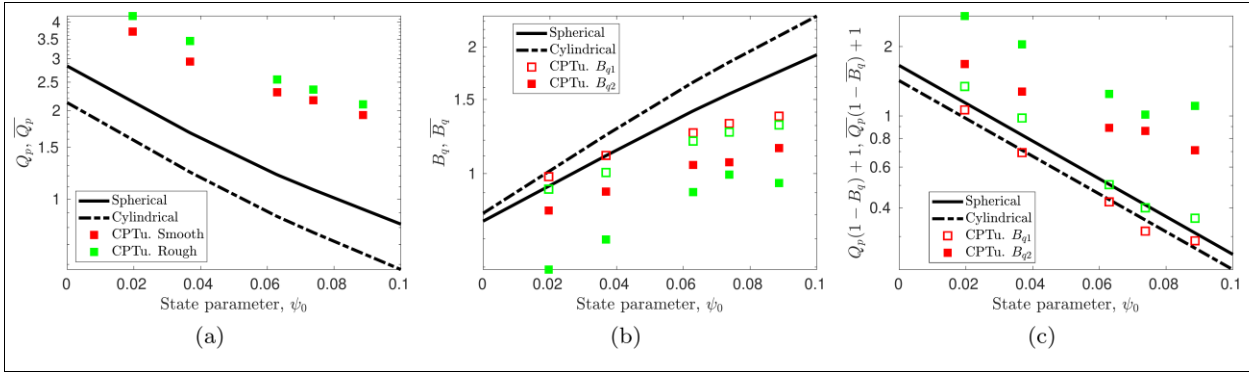 4
3.5
3
2.5
2
1
Q_p, \overline{Q_p}
Spherical
Cylindrical
CPTu. Smooth
CPTu. Rough
0
0.02
0.04
0.06
0.08
0.1
State parameter, ψ_0
(a)
2
1.5
1
B_q, \overline{B_q}
Spherical
Cylindrical
CPTu. B_{q1}
CPTu. B_{q2}
0
0.02
0.04
0.06
0.08
0.1
State parameter, ψ_0
(b)
2
1
0.8
0.6
0.4
Q_p(1 − B_q) + 1, \overline{Q_p}(1 − \overline{B_q}) + 1
Spherical
Cylindrical
CPTu. B_{q1}
CPTu. B_{q2}
0
0.02
0.04
0.06
0.08
0.1
State parameter, ψ_0
(c)